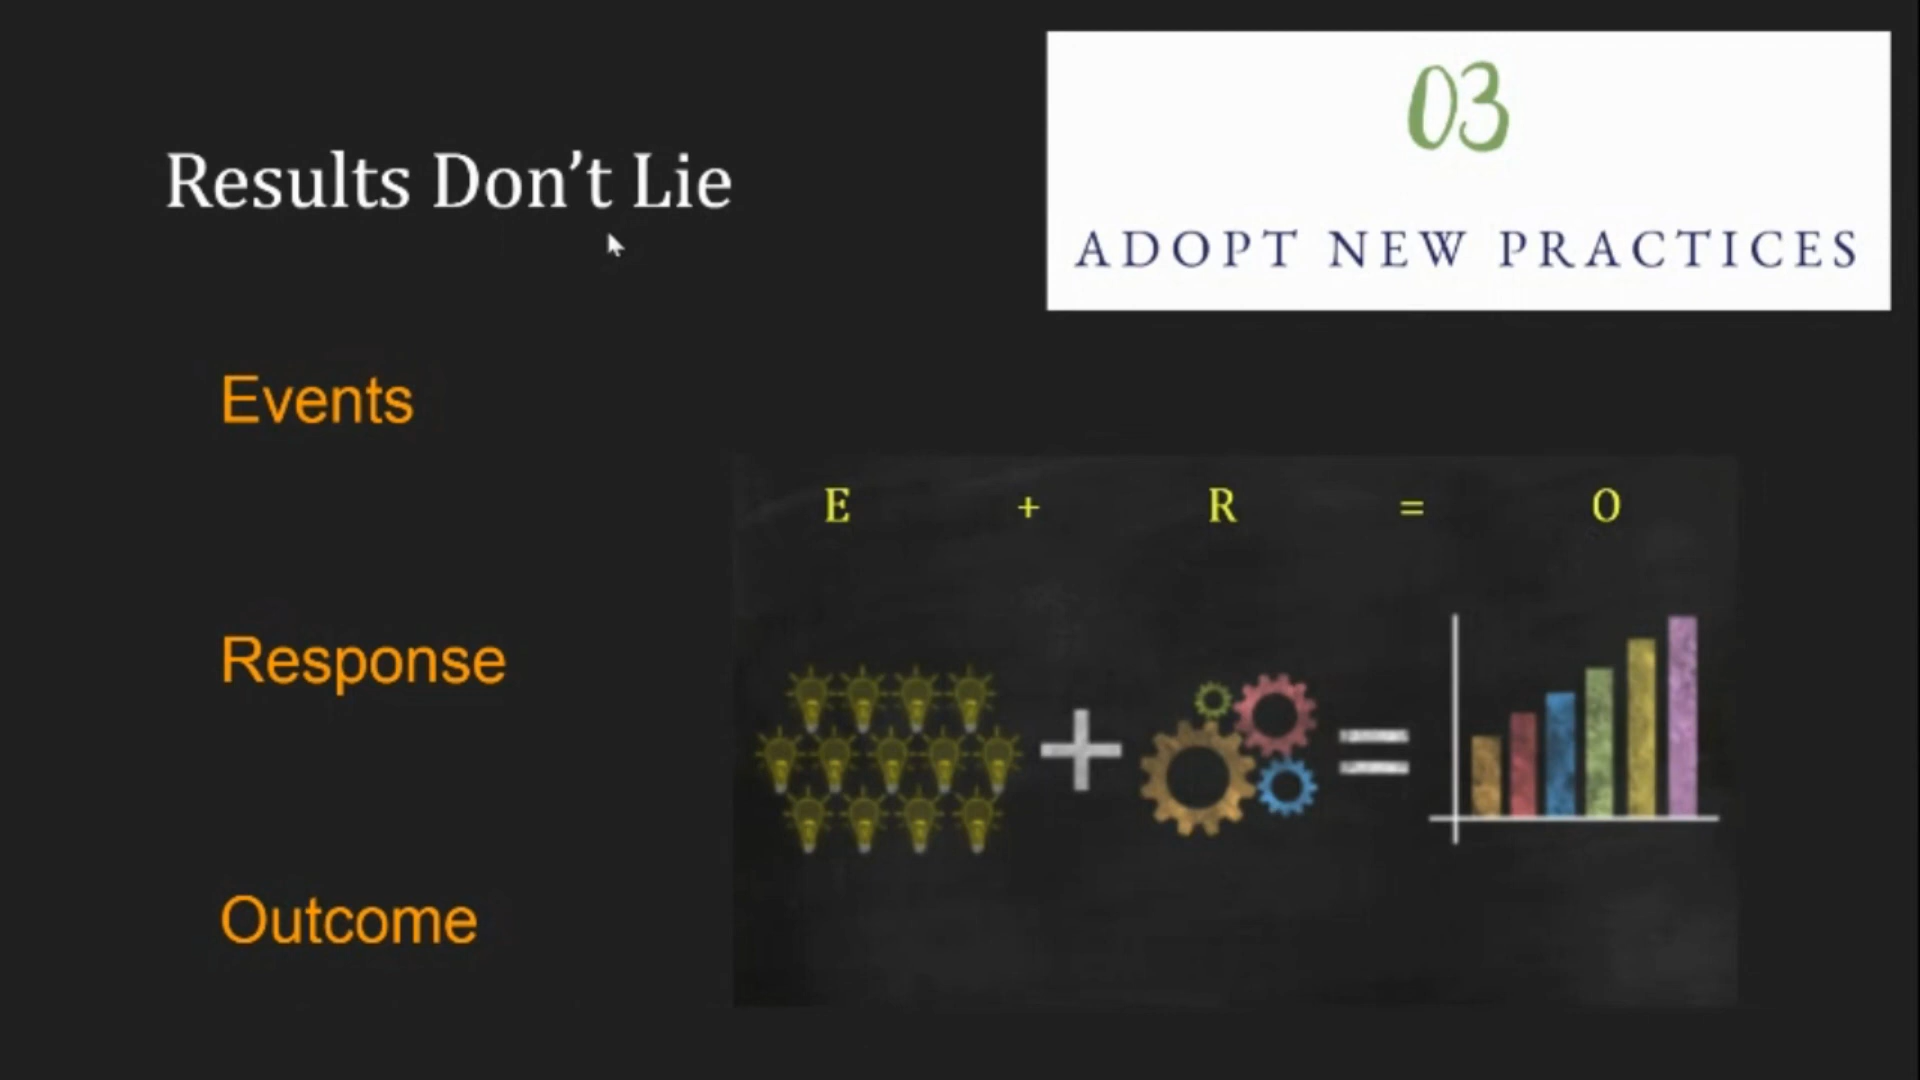 Results Don’t Lie
03
ADOPT NEW PRACTICES
Events
E + R = O
Response
Outcome